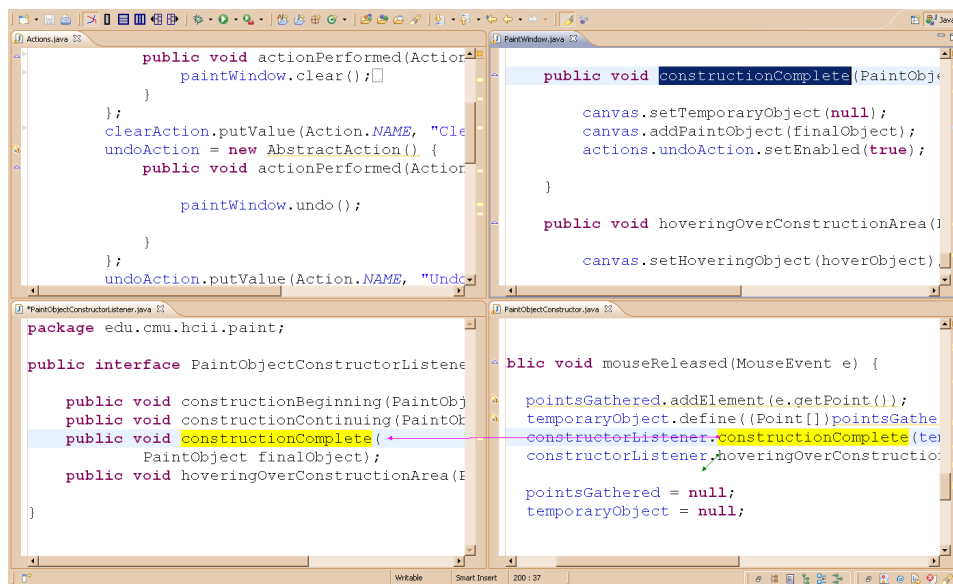 Java
Actions.java
public void actionPerformed(Action
paintWindow.clear();
}
};
clearAction.putValue(Action.NAME, "Cle
undoAction = new AbstractAction() {
public void actionPerformed(Action
paintWindow.undo();
}
};
undoAction.putValue(Action.NAME, "Undo
PaintWindow.java
public void constructionComplete(PaintObje
canvas.setTemporaryObject(null);
canvas.addPaintObject(finalObject);
actions.undoAction.setEnabled(true);
}
public void hoveringOverConstructionArea(
canvas.setHoveringObject(hoverObject)
*PaintObjectConstructorListener.java
package edu.cmu.hcii.paint;
public interface PaintObjectConstructorListene
public void constructionBeginning(PaintObj
public void constructionContinuing(PaintOb
public void constructionComplete(
PaintObject finalObject);
public void hoveringOverConstructionArea(P
}
PaintObjectConstructor.java
blic void mouseReleased(MouseEvent e) {
pointsGathered.addElement(e.getPoint());
temporaryObject.define((Point[])pointsGathe
constructorListener.constructionComplete(te
constructorListener.hoveringOverConstruction
pointsGathered = null;
temporaryObject = null;
Writable
Smart Insert
200 : 37